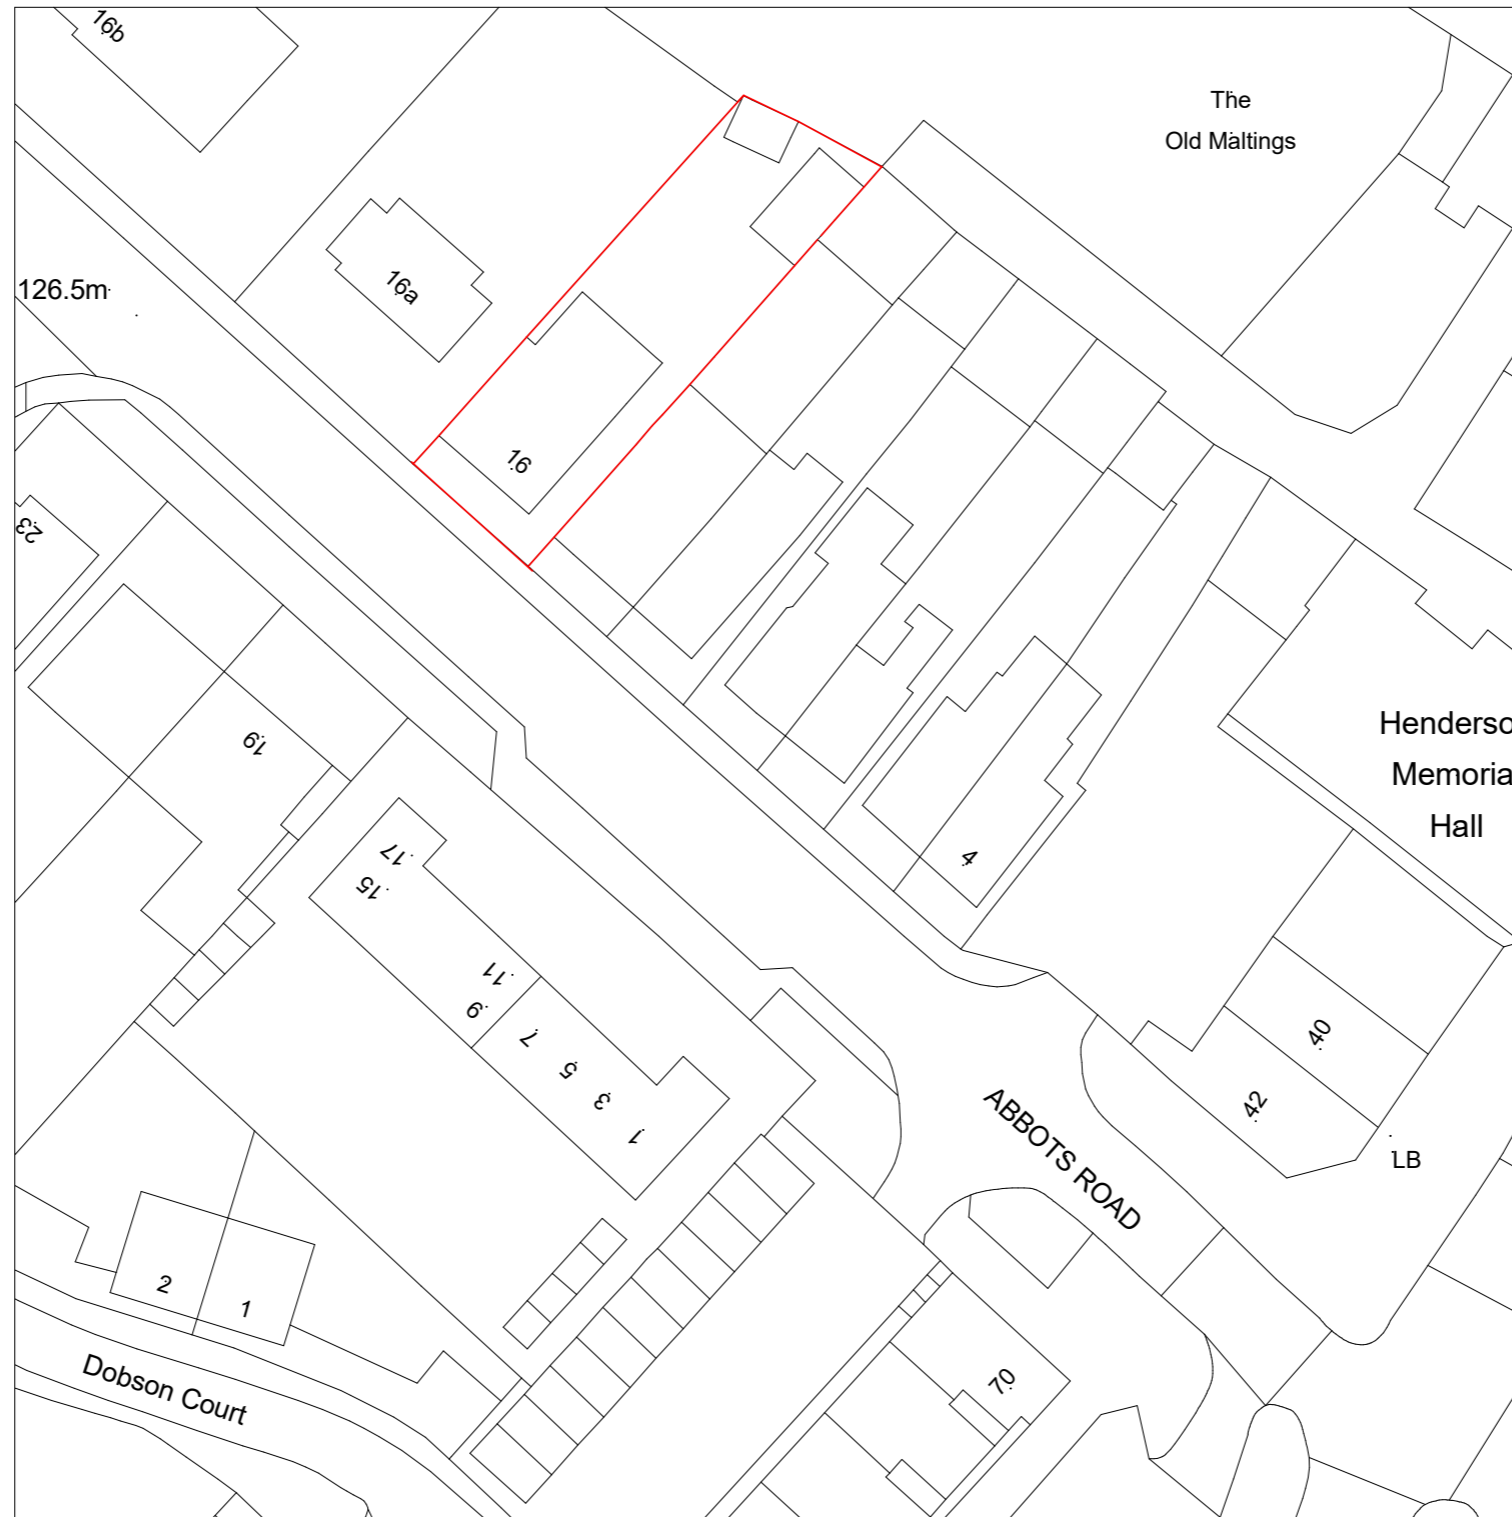 16b
The
Old Maltings
126.5m
16a
16
23
Henderso
Memoria
Hall
19
17
15
4
11
9
7
5
3
1
40
42
ABBOTS ROAD
LB
2
1
70
Dobson Court